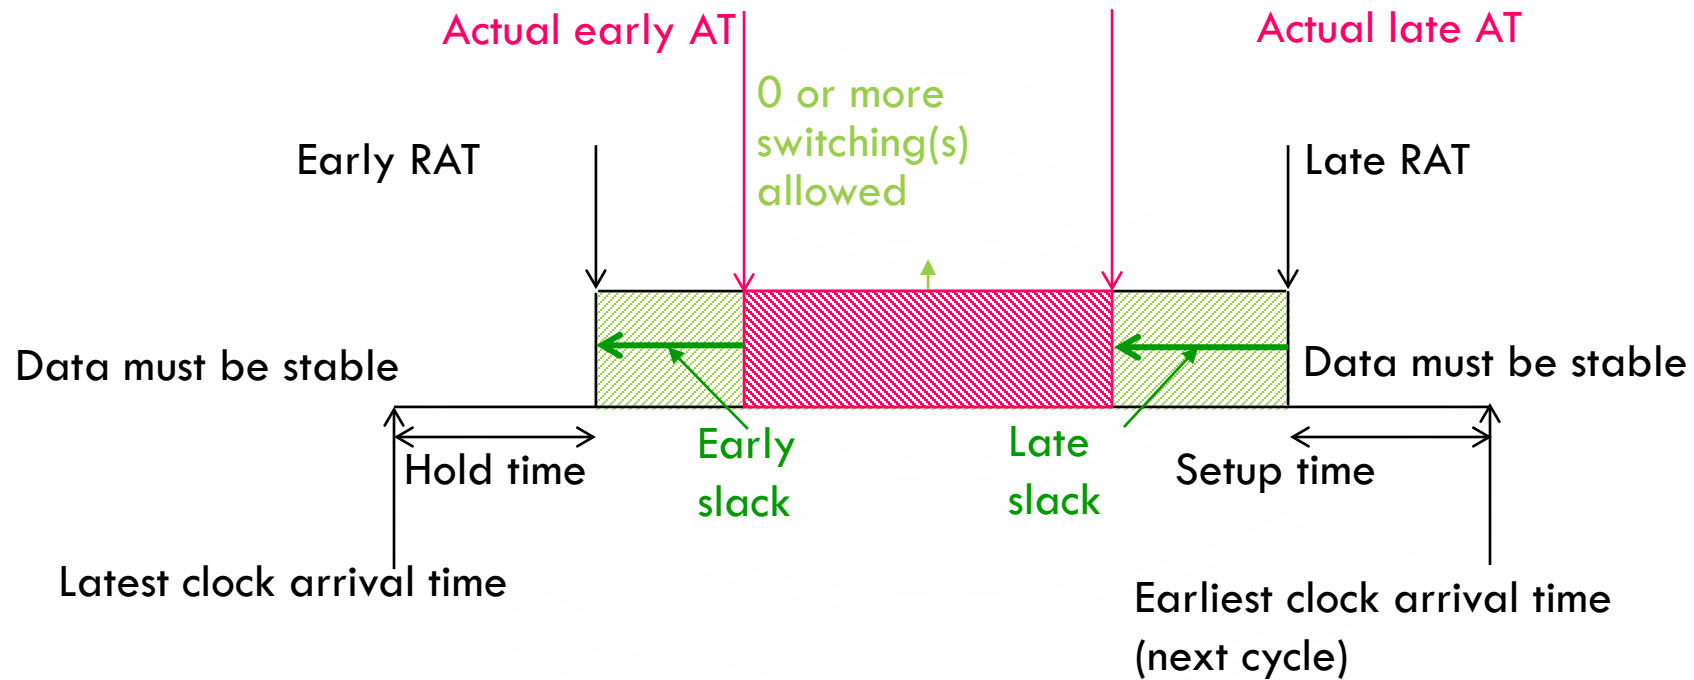 Actual early AT
Actual late AT
0 or more
switching(s)
allowed
Early RAT
Late RAT
Data must be stable
Data must be stable
Early
slack
Late
slack
Hold time
Setup time
Latest clock arrival time
Earliest clock arrival time
(next cycle)